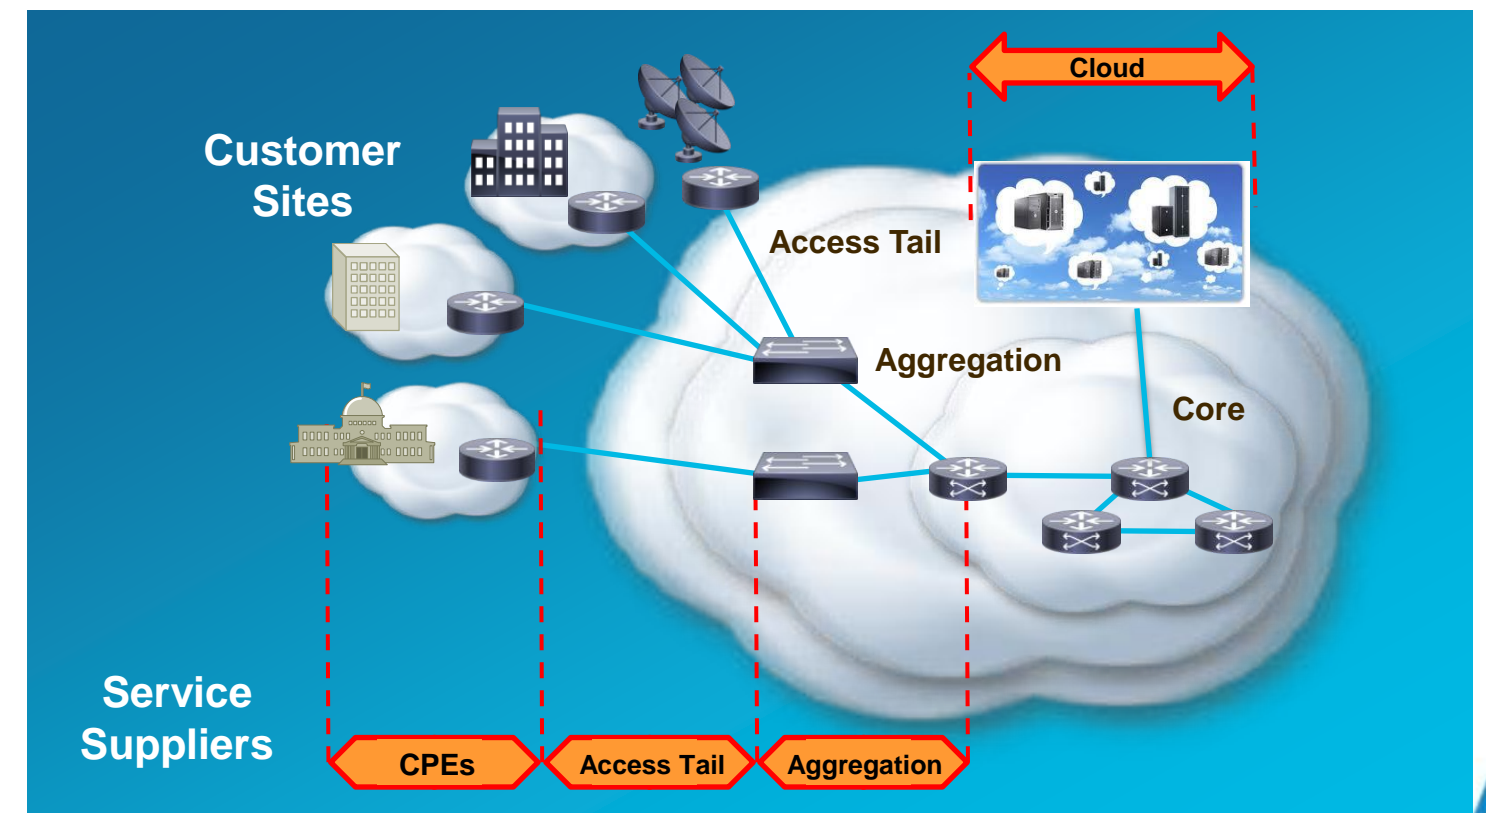 Cloud
Customer
Sites
Access Tail
Aggregation
Core
Service
Suppliers
CPEs
Access Tail
Aggregation